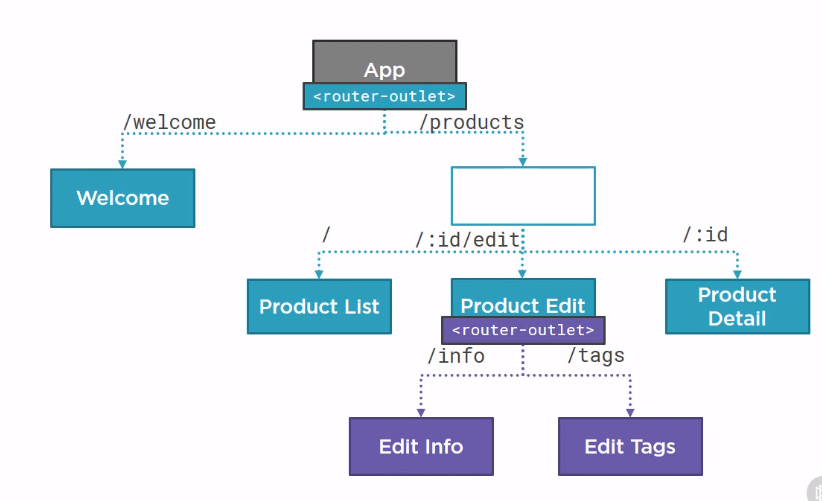 App
<router-outlet>
/welcome
/products
Welcome
/
/:id/edit
/:id
Product List
Product Edit
Product
Detail
<router-outlet>
/info
/tags
Edit Info
Edit Tags